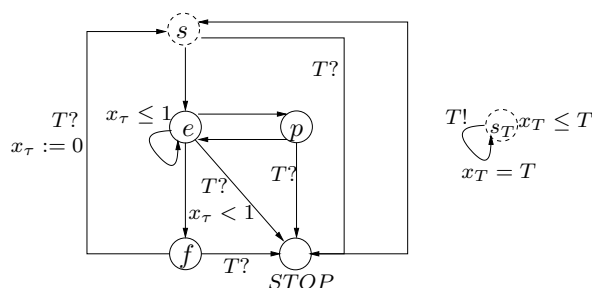 s
T?
T?
x_τ := 0
x_τ ≤ 1
e
p
T?
T?
x_τ < 1
f
T?
STOP
T!
s_T
x_T ≤ T
x_T = T